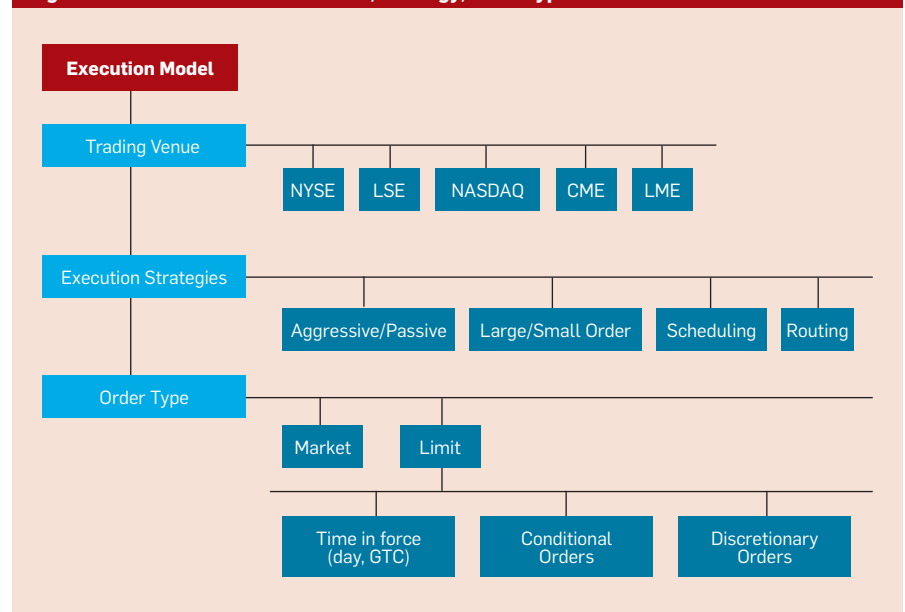 Execution Model
Trading Venue
NYSE
LSE
NASDAQ
CME
LME
Execution Strategies
Aggressive/Passive
Large/Small Order
Scheduling
Routing
Order Type
Market
Limit
Time in force
(day, GTC)
Conditional
Orders
Discretionary
Orders